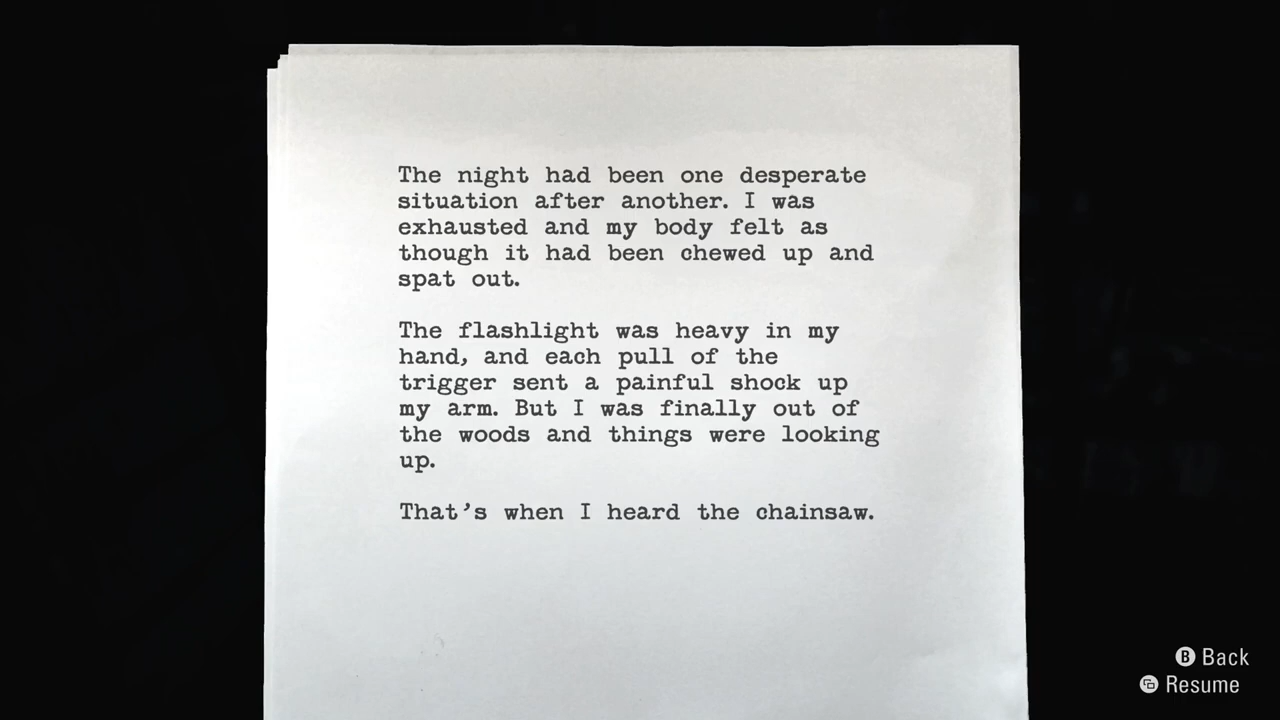 The night had been one desperate
situation after another. I was
exhausted and my body felt as
though it had been chewed up and
spat out.
The flashlight was heavy in my
hand, and each pull of the
trigger sent a painful shock up
my arm. But I was finally out of
the woods and things were looking
up.
That's when I heard the chainsaw.
B Back
Resume